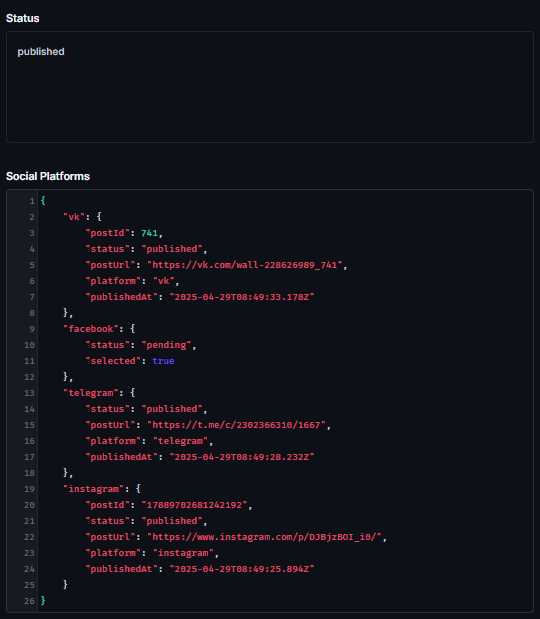 Status
published
Social Platforms
1 {
2 "vk": {
3 "postId": 741,
4 "status": "published",
5 "postUrl": "https://vk.com/wall-228626989_741",
6 "platform": "vk",
7 "publishedAt": "2025-04-29T08:49:33.178Z"
8 },
9 "facebook": {
10 "status": "pending",
11 "selected": true
12 },
13 "telegram": {
14 "status": "published",
15 "postUrl": "https://t.me/c/2302366310/1667",
16 "platform": "telegram",
17 "publishedAt": "2025-04-29T08:49:28.232Z"
18 },
19 "instagram": {
20 "postId": "17889702681242192",
21 "status": "published",
22 "postUrl": "https://www.instagram.com/p/DJBjzBOI_i0/",
23 "platform": "instagram",
24 "publishedAt": "2025-04-29T08:49:25.894Z"
25 }
26 }